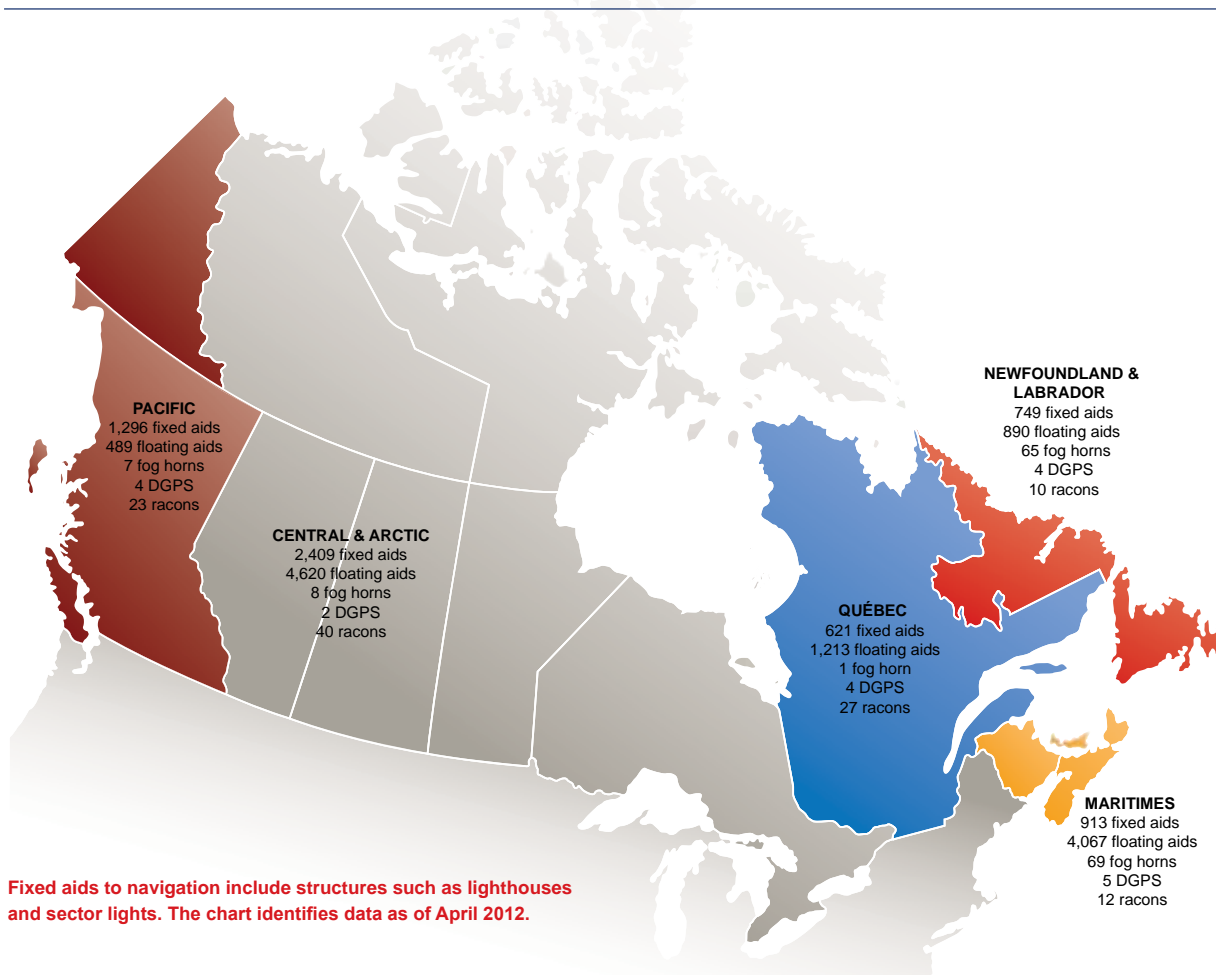 PACIFIC
1,296 fixed aids
489 floating aids
7 fog horns
4 DGPS
23 racons
CENTRAL & ARCTIC
2,409 fixed aids
4,620 floating aids
8 fog horns
2 DGPS
40 racons
NEWFOUNDLAND &
LABRADOR
749 fixed aids
890 floating aids
65 fog horns
4 DGPS
10 racons
QUÉBEC
621 fixed aids
1,213 floating aids
1 fog horn
4 DGPS
27 racons
MARITIMES
913 fixed aids
4,067 floating aids
69 fog horns
5 DGPS
12 racons
Fixed aids to navigation include structures such as lighthouses
and sector lights. The chart identifies data as of April 2012.